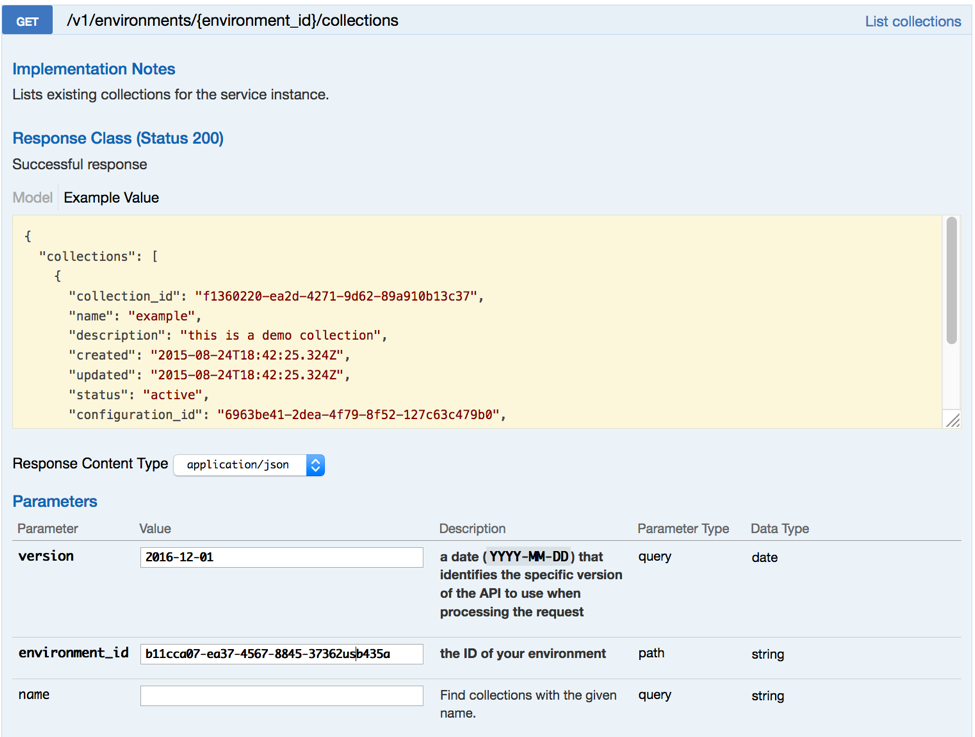 GET /v1/environments/{environment_id}/collections List collections
Implementation Notes
Lists existing collections for the service instance.
Response Class (Status 200)
Successful response
Model Example Value
{
"collections": [
{
"collection_id": "f1360220-ea2d-4271-9d62-89a910b13c37",
"name": "example",
"description": "this is a demo collection",
"created": "2015-08-24T18:42:25.324Z",
"updated": "2015-08-24T18:42:25.324Z",
"status": "active",
"configuration_id": "6963be41-2dea-4f79-8f52-127c63c479b0",
Response Content Type application/json
Parameters
Parameter Value Description Parameter Type Data Type
version 2016-12-01 a date (YYYY-MM-DD) that query date
identifies the specific version
of the API to use when
processing the request
environment_id b11cca07-ea37-4567-8845-37362usb435a the ID of your environment path string
name Find collections with the given query string
name.